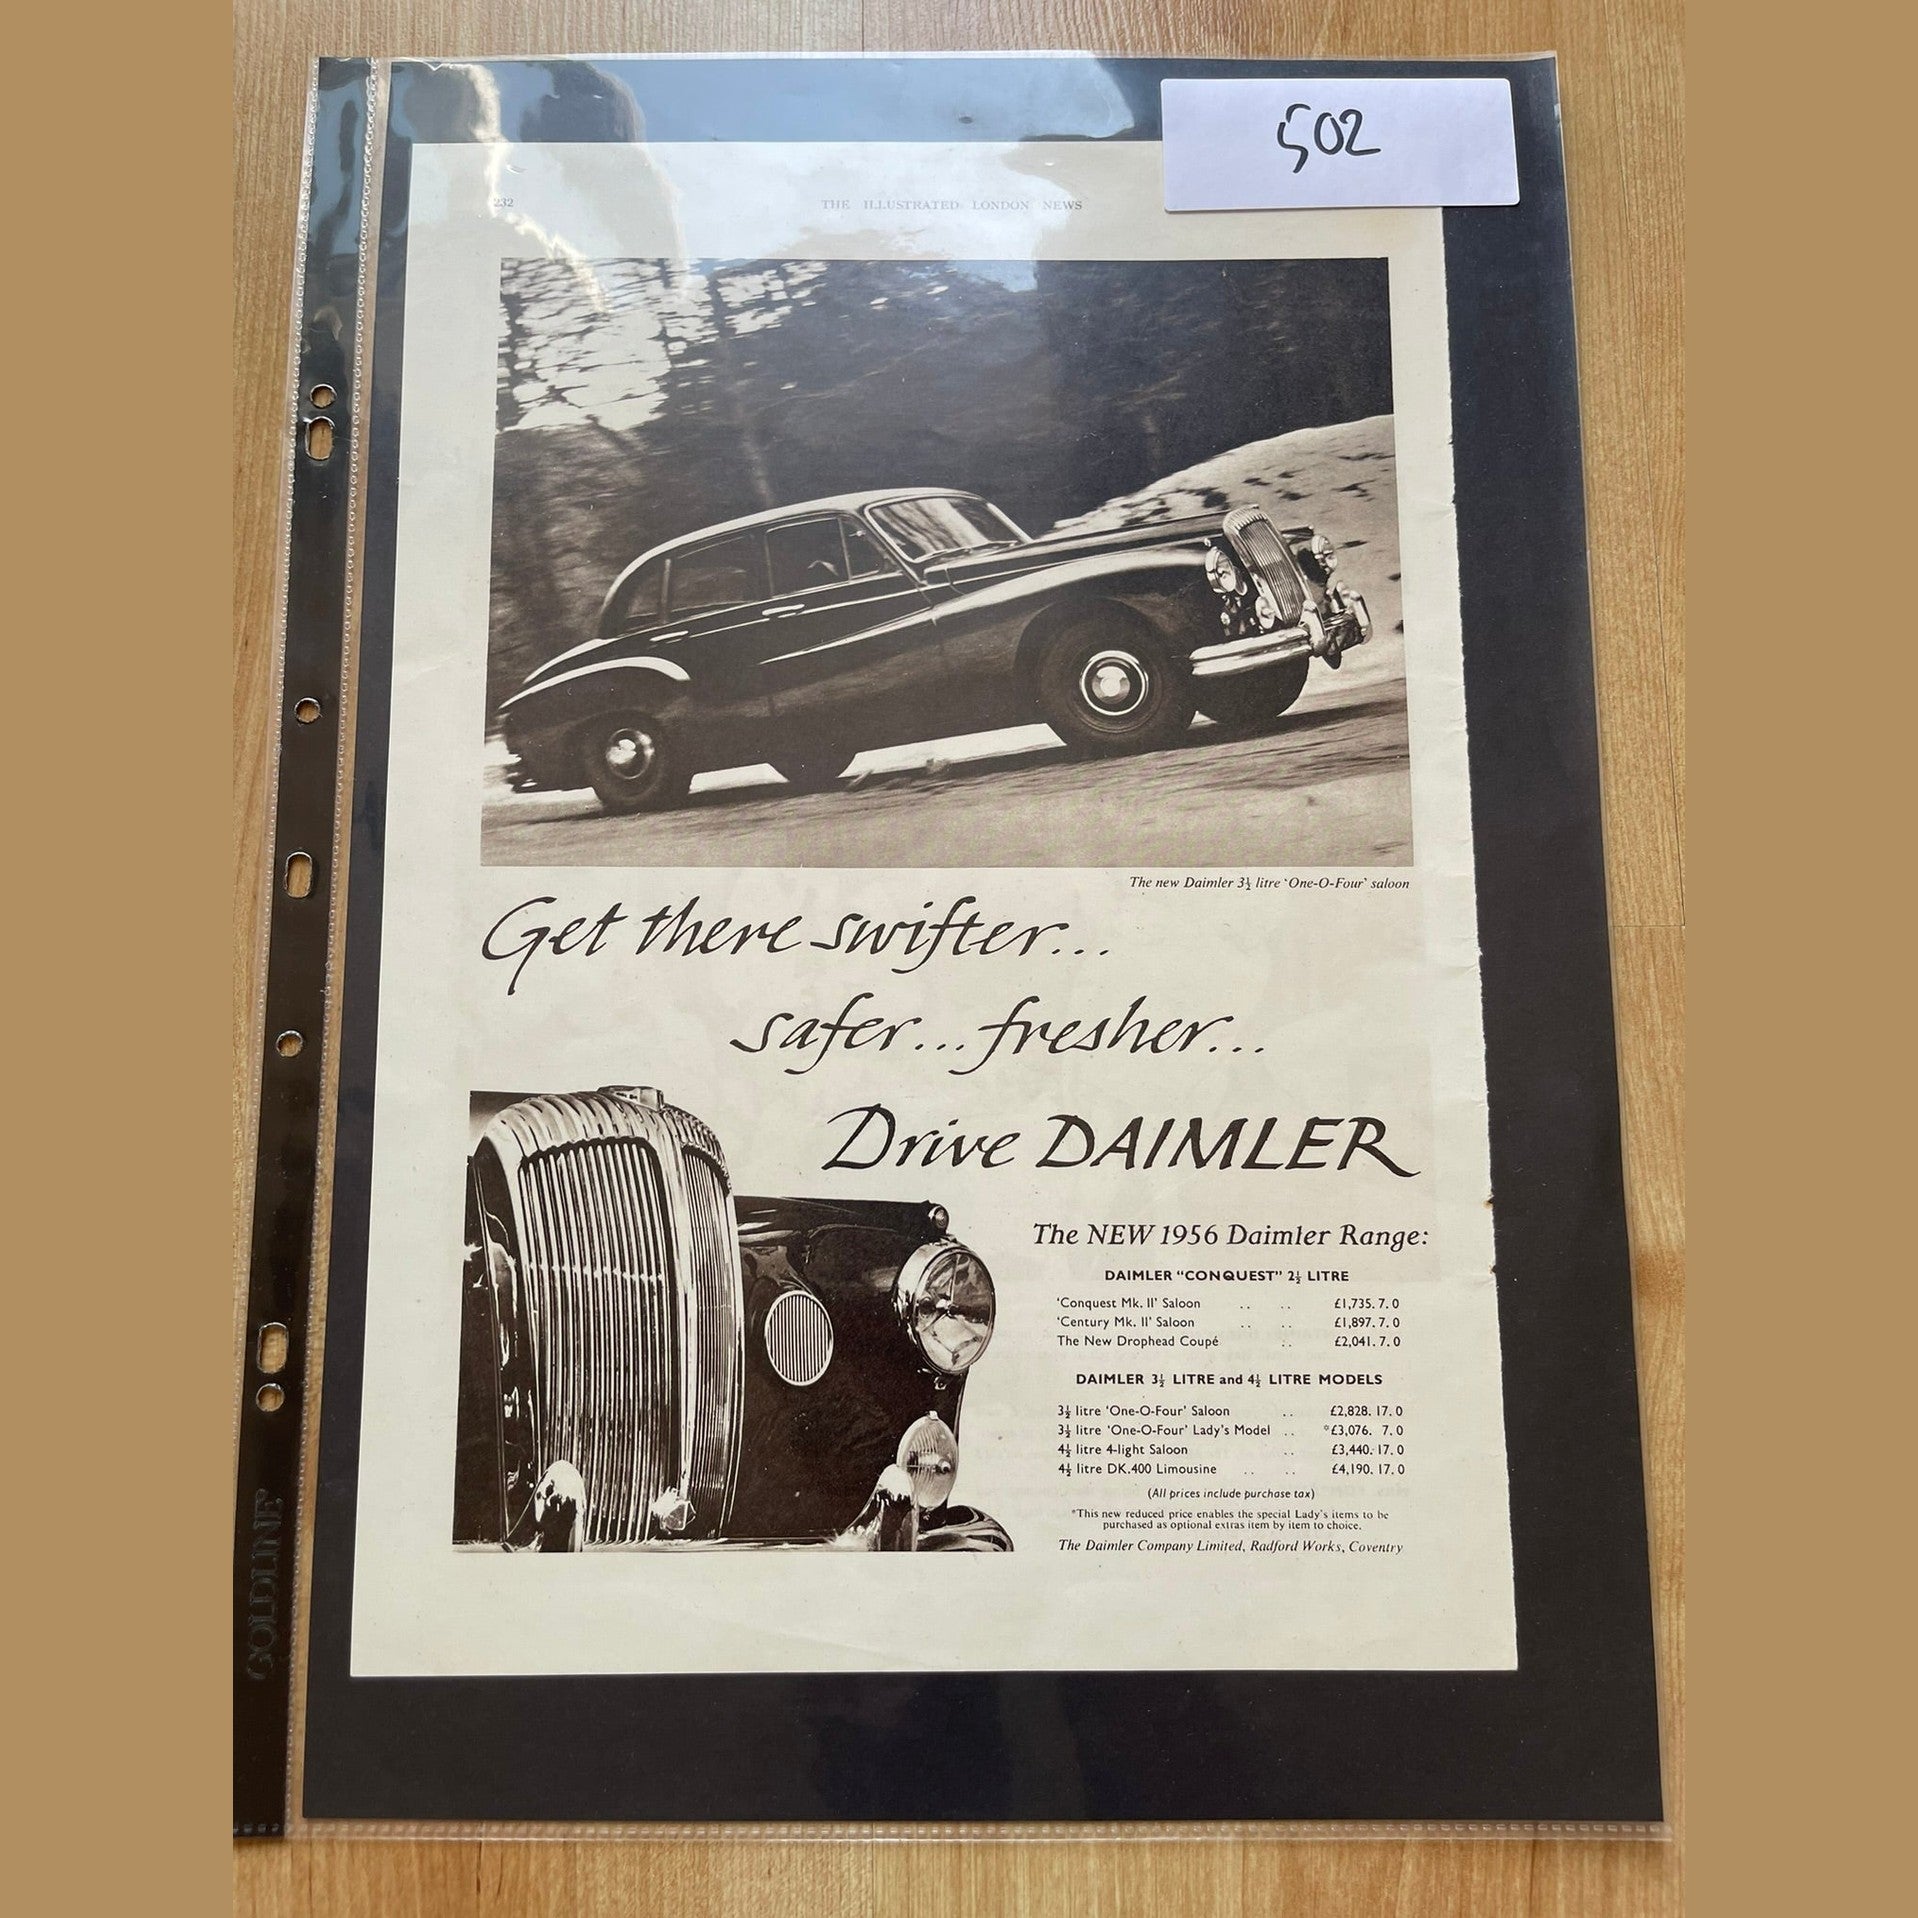 502
232 THE ILLUSTRATED LONDON NEWS
The new Daimler 3½ litre ‘One-O-Four’ saloon
Get there swifter...
safer... fresher...
Drive DAIMLER
The NEW 1956 Daimler Range:
DAIMLER “CONQUEST” 2½ LITRE
‘Conquest Mk. II’ Saloon .. .. £1,735. 7. 0
‘Century Mk. II’ Saloon .. .. £1,897. 7. 0
The New Drophead Coupé .. £2,041. 7. 0
DAIMLER 3½ LITRE and 4½ LITRE MODELS
3½ litre ‘One-O-Four’ Saloon .. £2,828. 17. 0
3½ litre ‘One-O-Four’ Lady’s Model .. *£3,076. 7. 0
4½ litre 4-light Saloon .. £3,440. 17. 0
4½ litre DK.400 Limousine .. .. £4,190. 17. 0
(All prices include purchase tax)
*This new reduced price enables the special Lady’s items to be
purchased as optional extras item by item to choice.
The Daimler Company Limited, Radford Works, Coventry
GOLDLINE